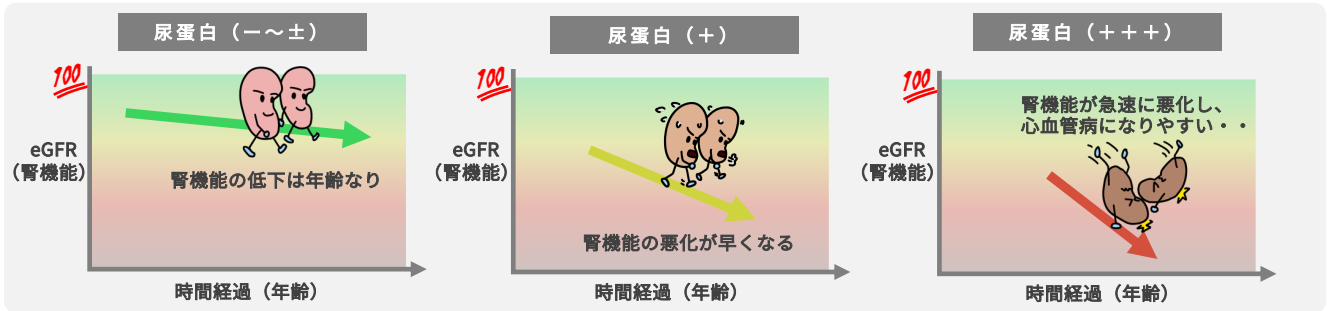 尿蛋白（ー～±）
100
eGFR
（腎機能）
腎機能の低下は年齢なり
時間経過（年齢）
尿蛋白（＋）
100
eGFR
（腎機能）
腎機能の悪化が早くなる
時間経過（年齢）
尿蛋白（＋＋＋）
100
eGFR
（腎機能）
腎機能が急速に悪化し、
心血管病になりやすい・・
時間経過（年齢）